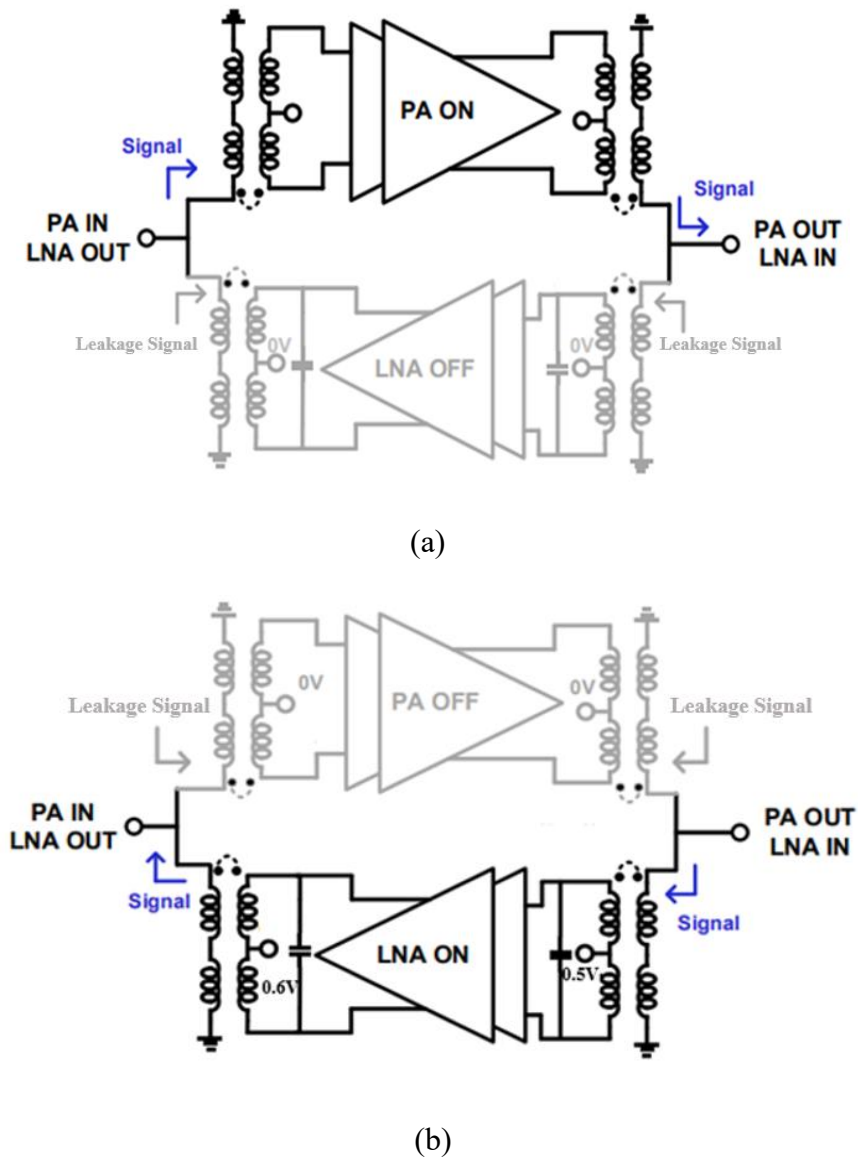 PA ON
Signal
Signal
PA IN
LNA OUT
PA OUT
LNA IN
Leakage Signal
0V
LNA OFF
0V
Leakage Signal
(a)
0V
PA OFF
0V
Leakage Signal
Leakage Signal
PA IN
LNA OUT
PA OUT
LNA IN
Signal
LNA ON
Signal
0.6V
0.5V
(b)